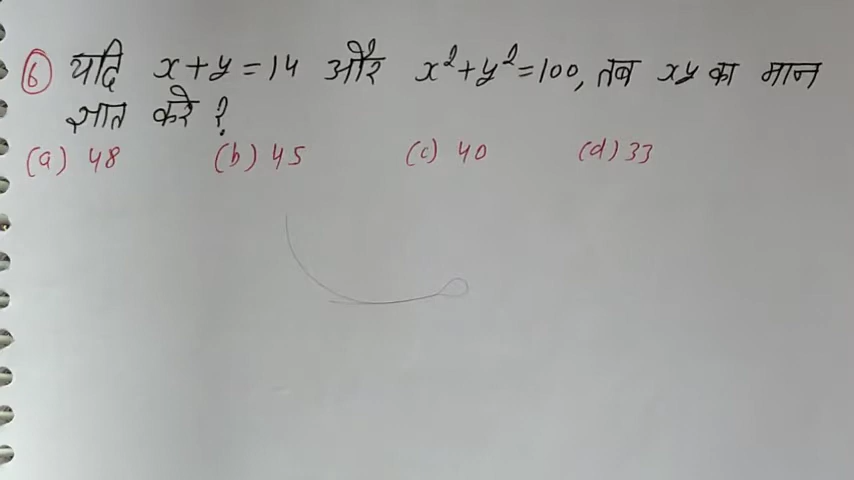 6 यदि x+y=14 और x²+y²=100, तब xy का मान
ज्ञात करे ?
(a) 48 (b) 45 (c) 40 (d) 33